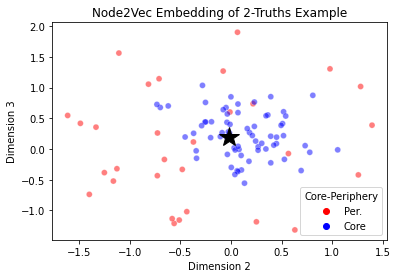 Node2Vec Embedding of 2-Truths Example
2.0
1.5
1.0
0.5
0.0
−0.5
−1.0
Dimension 3
Core-Periphery
Per.
Core
−1.5 −1.0 −0.5 0.0 0.5 1.0 1.5
Dimension 2